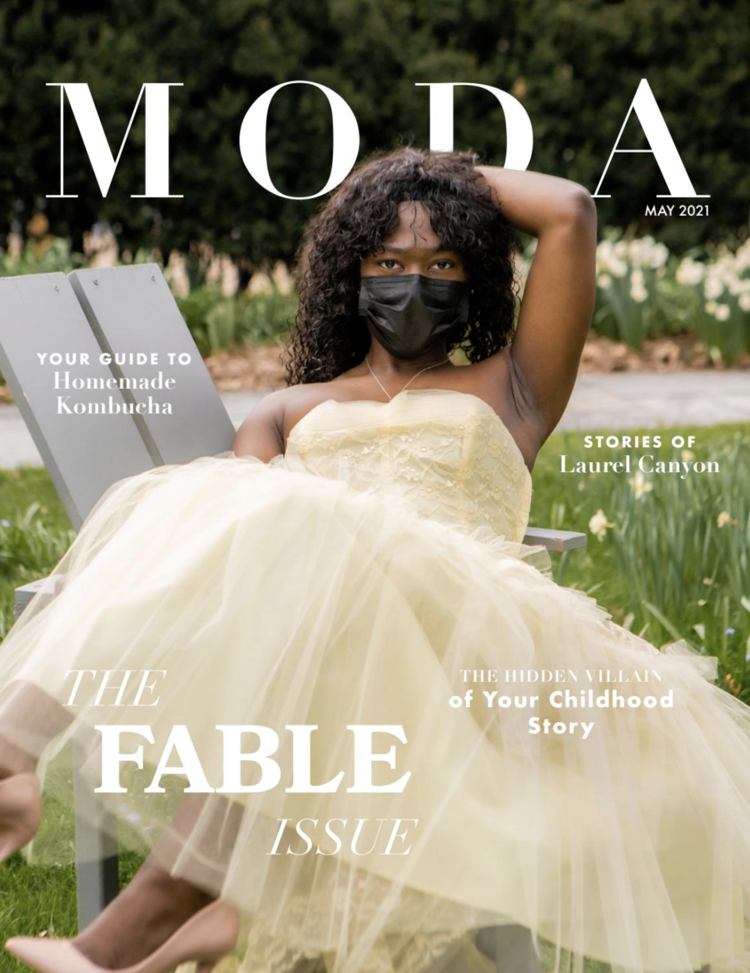 MODA
MAY 2021
YOUR GUIDE TO
Homemade
Kombucha
STORIES OF
Laurel Canyon
THE
FABLE
ISSUE
THE HIDDEN VILLAIN
of Your Childhood
Story